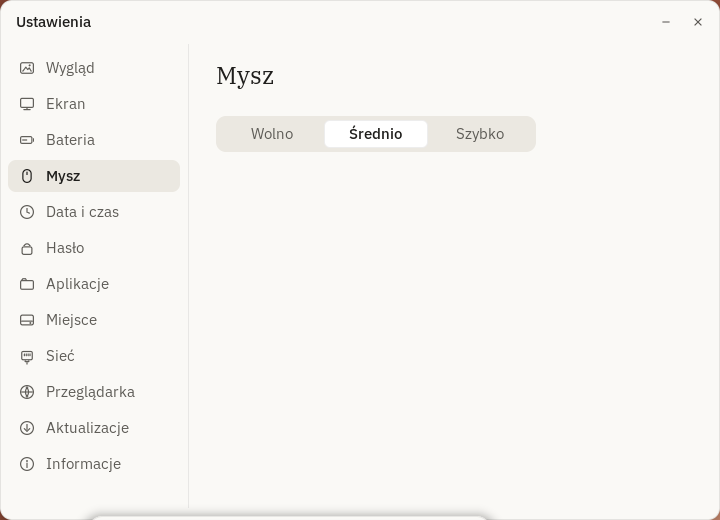 Ustawienia
Wygląd
Ekran
Bateria
Mysz
Data i czas
Hasło
Aplikacje
Miejsce
Sieć
Przeglądarka
Aktualizacje
Informacje
Mysz
Wolno Średnio Szybko